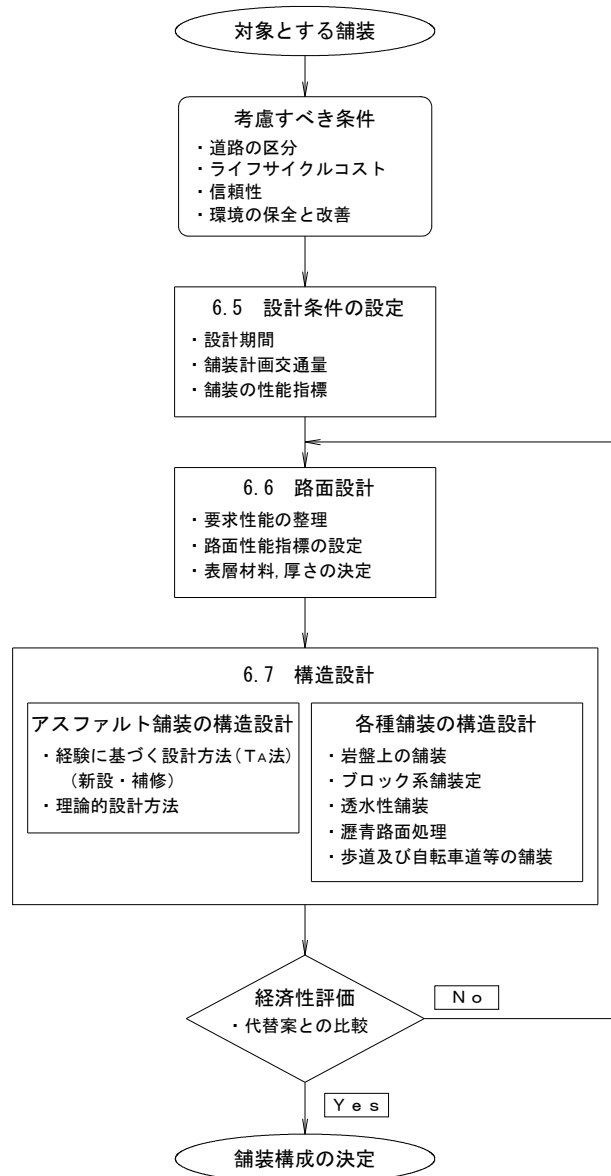 対象とする舗装
考慮すべき条件
・道路の区分
・ライフサイクルコスト
・信頼性
・環境の保全と改善
6.5 設計条件の設定
・設計期間
・舗装計画交通量
・舗装の性能指標
6.6 路面設計
・要求性能の整理
・路面性能指標の設定
・表層材料,厚さの決定
6.7 構造設計
アスファルト舗装の構造設計
・経験に基づく設計方法(TA法)
(新設・補修)
・理論的設計方法
各種舗装の構造設計
・岩盤上の舗装
・ブロック系舗装定
・透水性舗装
・瀝青路面処理
・歩道及び自転車道等の舗装
経済性評価
・代替案との比較
No
Yes
舗装構成の決定